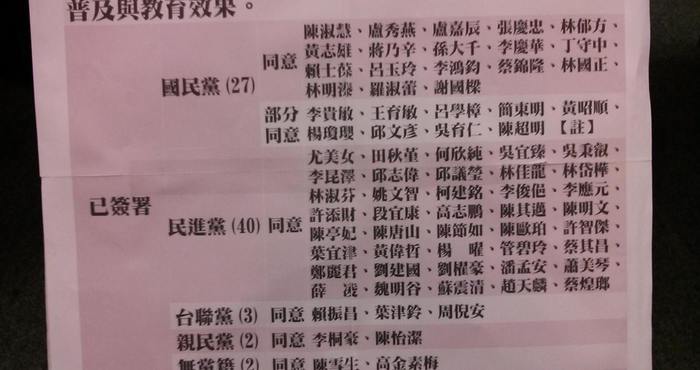 普及與教育效果。
陳淑慧、盧秀燕、盧嘉辰、張慶忠、林郁方、
同意 黃志雄、蔣乃辛、孫大千、李慶華、丁守中、
賴士葆、呂玉玲、李鴻鈞、蔡錦隆、林國正、
國民黨(27) 林明溱、羅淑蕾、謝國樑
部分 李貴敏、王育敏、呂學樟、簡東明、黃昭順、
同意 楊瓊瓔、邱文彥、吳育仁、陳超明【註】
尤美女、田秋堇、何欣純、吳宜臻、吳秉叡、
李昆澤、邱志偉、邱議瑩、林佳龍、林岱樺、
已簽署 林淑芬、姚文智、柯建銘、李俊俋、李應元、
民進黨(40) 同意 許添財、段宜康、高志鵬、陳其邁、陳明文、
陳亭妃、陳唐山、陳節如、陳歐珀、許智傑、
葉宜津、黃偉哲、楊 曜、管碧玲、蔡其昌、
鄭麗君、劉建國、劉櫂豪、潘孟安、蕭美琴、
薛 凌、魏明谷、蘇震清、趙天麟、蔡煌瑯
台聯黨(3) 同意 賴振昌、葉津鈴、周倪安
親民黨(2) 同意 李桐豪、陳怡潔
無黨籍(2) 同意 陳雪生、高金素梅